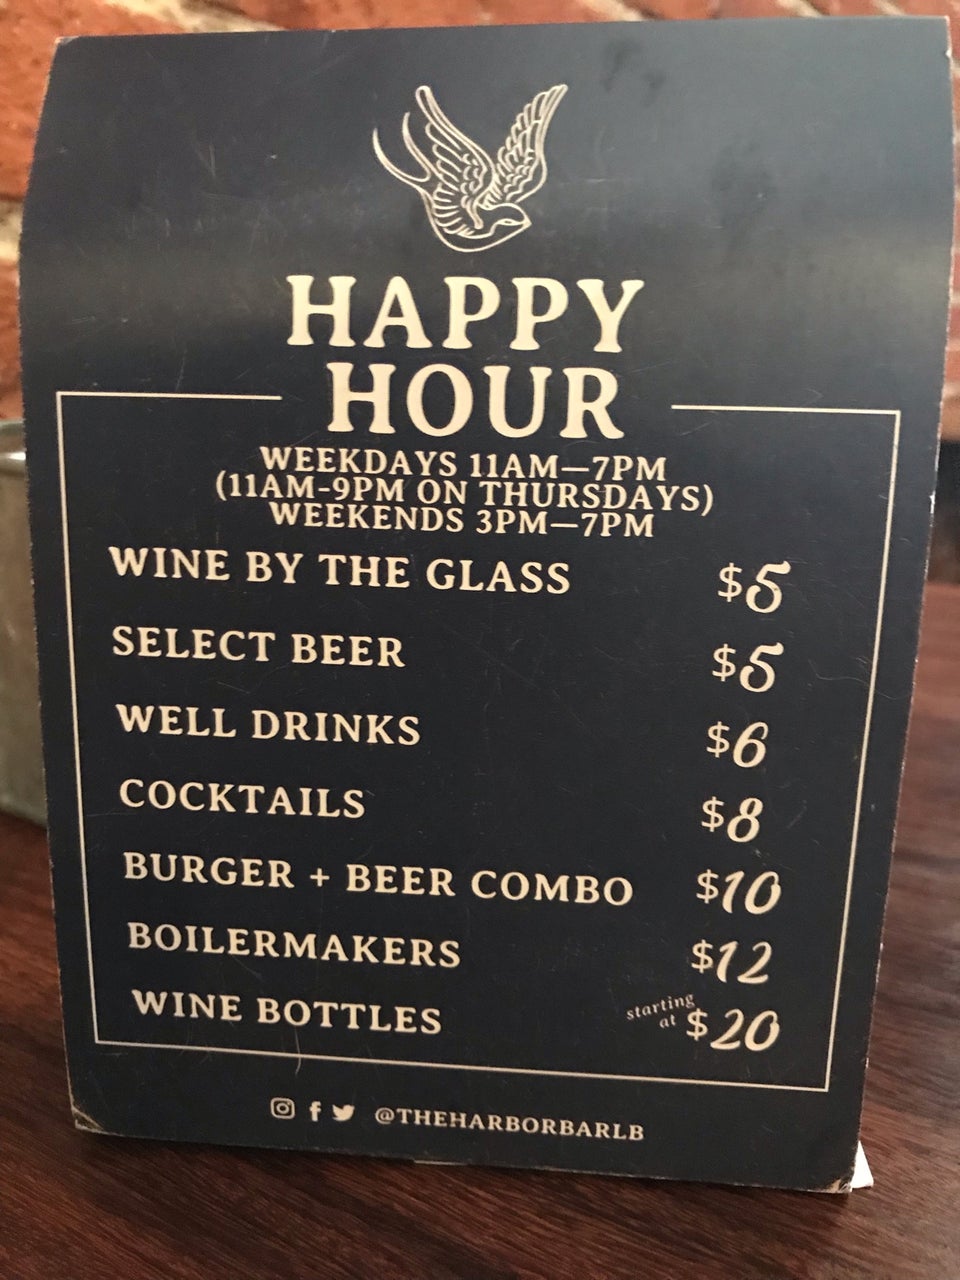 HAPPY
HOUR
WEEKDAYS 11AM—7PM
(11AM-9PM ON THURSDAYS)
WEEKENDS 3PM—7PM
WINE BY THE GLASS $5
SELECT BEER $5
WELL DRINKS $6
COCKTAILS $8
BURGER + BEER COMBO $10
BOILERMAKERS $12
WINE BOTTLES starting at $20
@THEHARBORBARLB